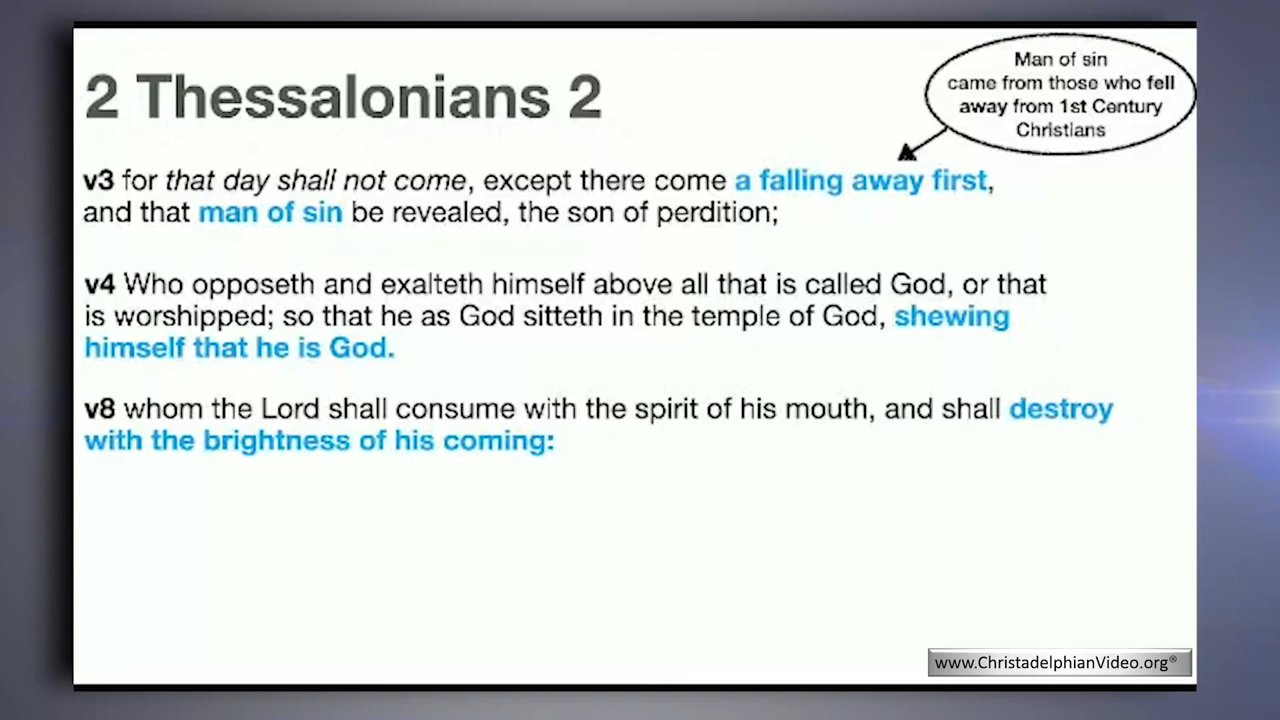 2 Thessalonians 2
Man of sin
came from those who fell
away from 1st Century
Christians
v3 for that day shall not come, except there come a falling away first,
and that man of sin be revealed, the son of perdition;
v4 Who opposeth and exalteth himself above all that is called God, or that
is worshipped; so that he as God sitteth in the temple of God, shewing
himself that he is God.
v8 whom the Lord shall consume with the spirit of his mouth, and shall destroy
with the brightness of his coming:
www.ChristadelphianVideo.org®